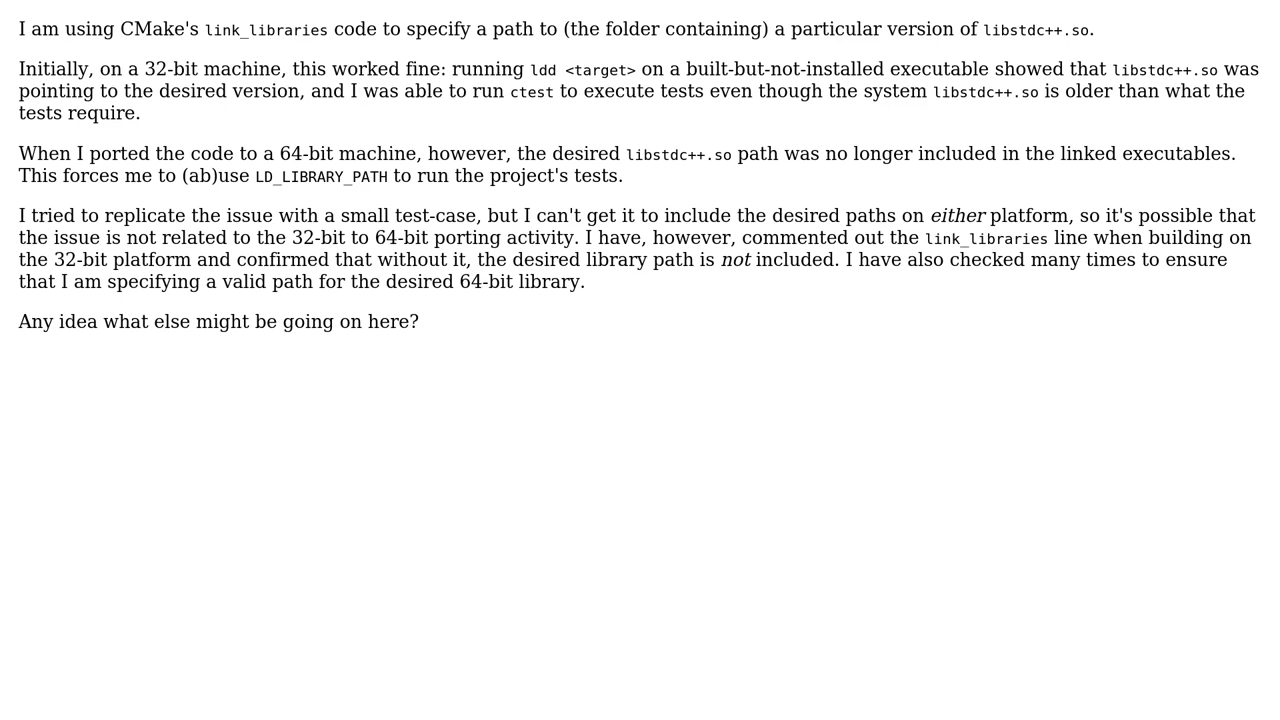 I am using CMake's link_libraries code to specify a path to (the folder containing) a particular version of libstdc++.so.
Initially, on a 32-bit machine, this worked fine: running ldd <target> on a built-but-not-installed executable showed that libstdc++.so was
pointing to the desired version, and I was able to run ctest to execute tests even though the system libstdc++.so is older than what the
tests require.
When I ported the code to a 64-bit machine, however, the desired libstdc++.so path was no longer included in the linked executables.
This forces me to (ab)use LD_LIBRARY_PATH to run the project's tests.
I tried to replicate the issue with a small test-case, but I can't get it to include the desired paths on either platform, so it's possible that
the issue is not related to the 32-bit to 64-bit porting activity. I have, however, commented out the link_libraries line when building on
the 32-bit platform and confirmed that without it, the desired library path is not included. I have also checked many times to ensure
that I am specifying a valid path for the desired 64-bit library.
Any idea what else might be going on here?